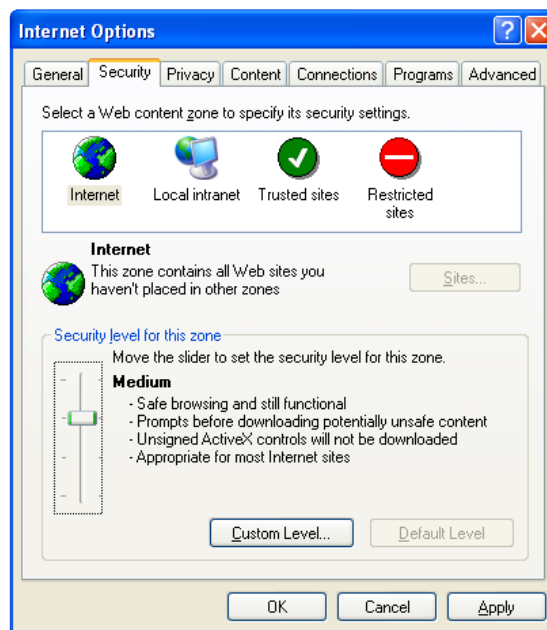 Internet Options
General Security Privacy Content Connections Programs Advanced
Select a Web content zone to specify its security settings.
Internet Local intranet Trusted sites Restricted
sites
Internet
This zone contains all Web sites you
haven't placed in other zones
Sites...
Security level for this zone
Move the slider to set the security level for this zone.
Medium
- Safe browsing and still functional
- Prompts before downloading potentially unsafe content
- Unsigned ActiveX controls will not be downloaded
- Appropriate for most Internet sites
Custom Level... Default Level
OK Cancel Apply